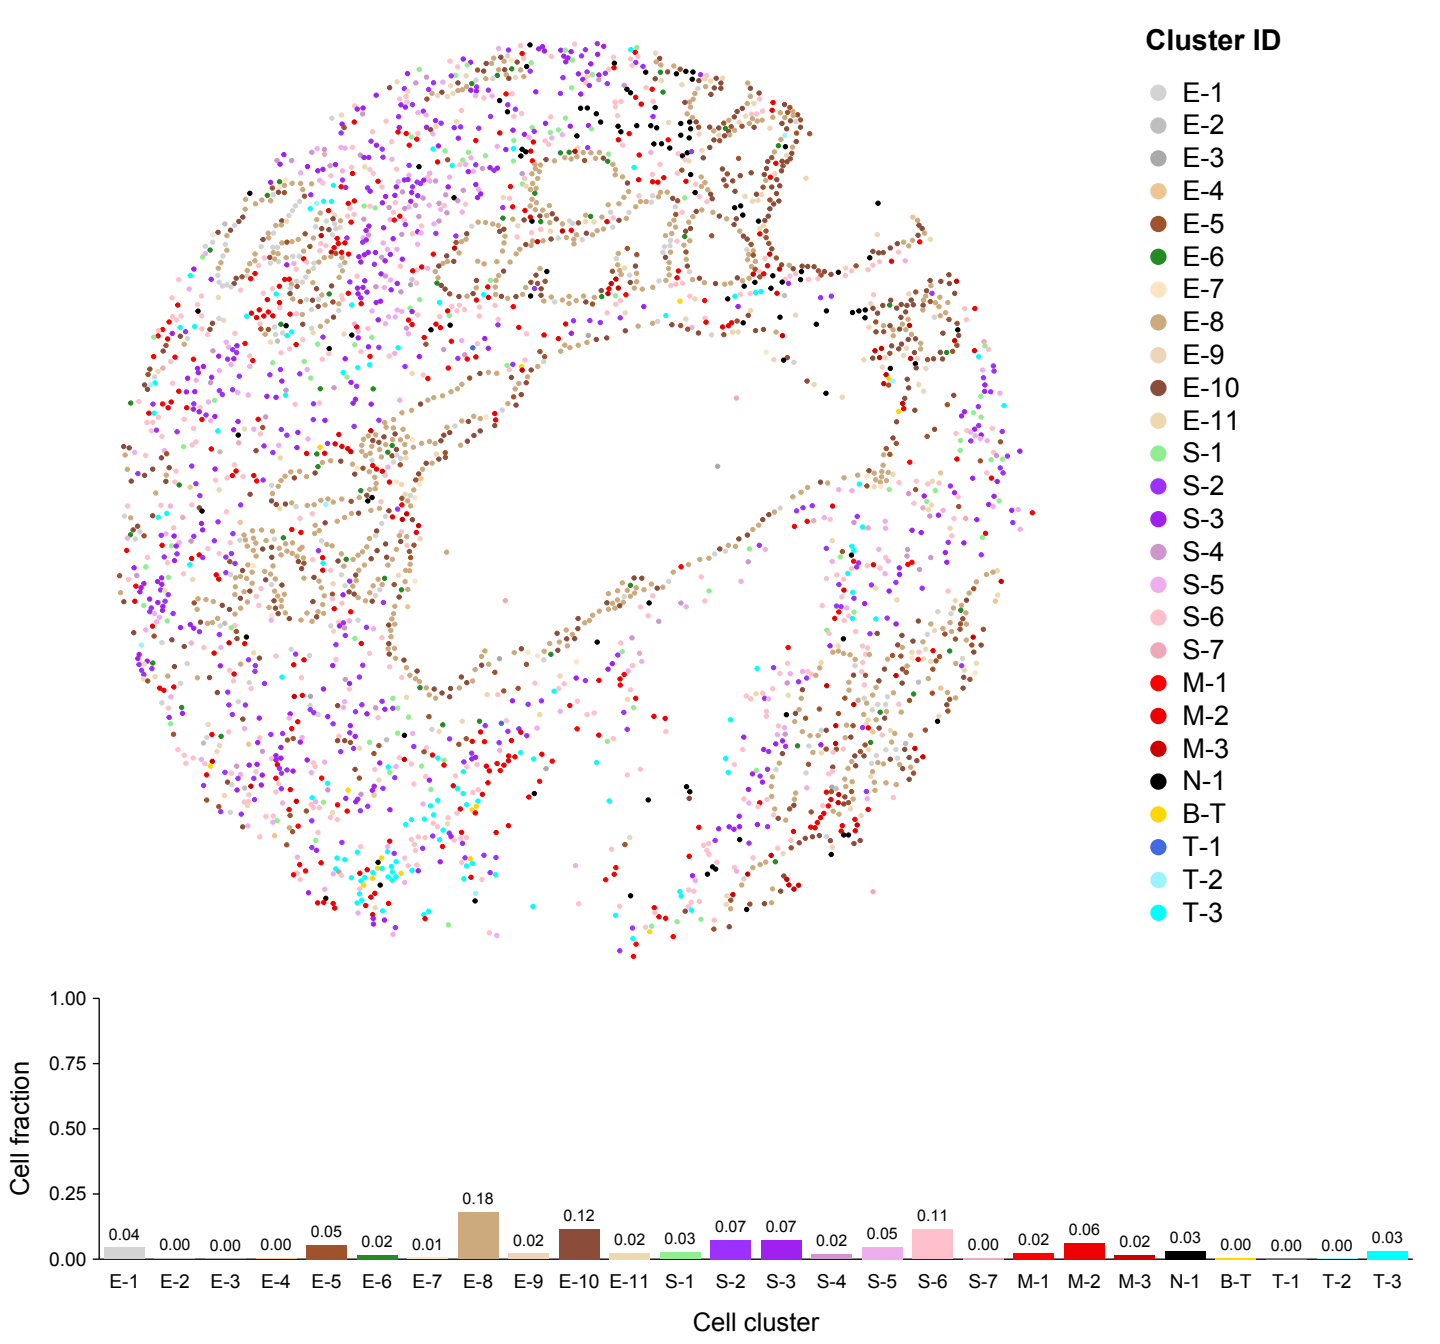 Cluster ID
E-1
E-2
E-3
E-4
E-5
E-6
E-7
E-8
E-9
E-10
E-11
S-1
S-2
S-3
S-4
S-5
S-6
S-7
M-1
M-2
M-3
N-1
B-T
T-1
T-2
T-3
1.00
0.75
0.50
0.25
0.00
Cell fraction
0.04 0.00 0.00 0.00 0.05 0.02 0.01 0.18 0.02 0.12 0.02 0.03 0.07 0.07 0.02 0.05 0.11 0.00 0.02 0.06 0.02 0.03 0.00 0.00 0.00 0.03
E-1 E-2 E-3 E-4 E-5 E-6 E-7 E-8 E-9 E-10 E-11 S-1 S-2 S-3 S-4 S-5 S-6 S-7 M-1 M-2 M-3 N-1 B-T T-1 T-2 T-3
Cell cluster